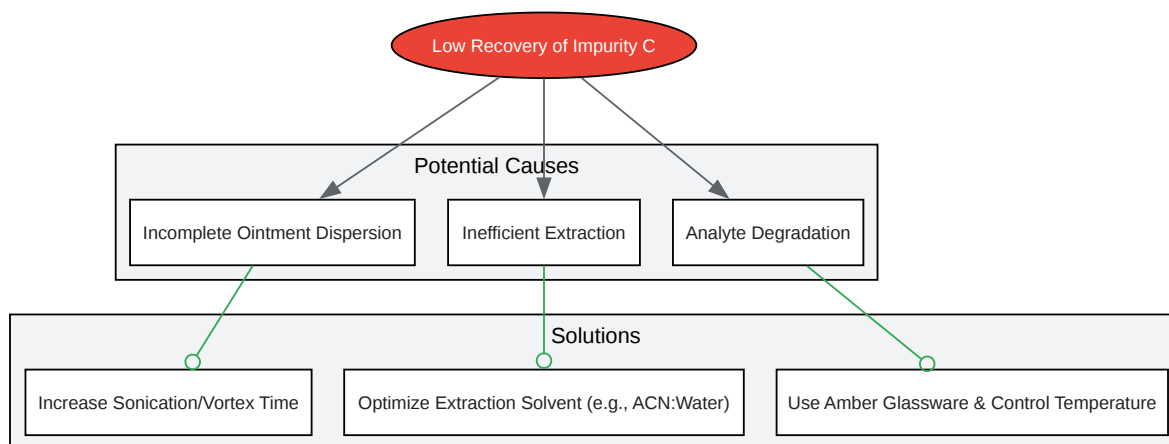 Low Recovery of Impurity C
Potential Causes
Incomplete Ointment Dispersion
Inefficient Extraction
Analyte Degradation
Solutions
Increase Sonication/Vortex Time
Optimize Extraction Solvent (e.g., ACN:Water)
Use Amber Glassware & Control Temperature